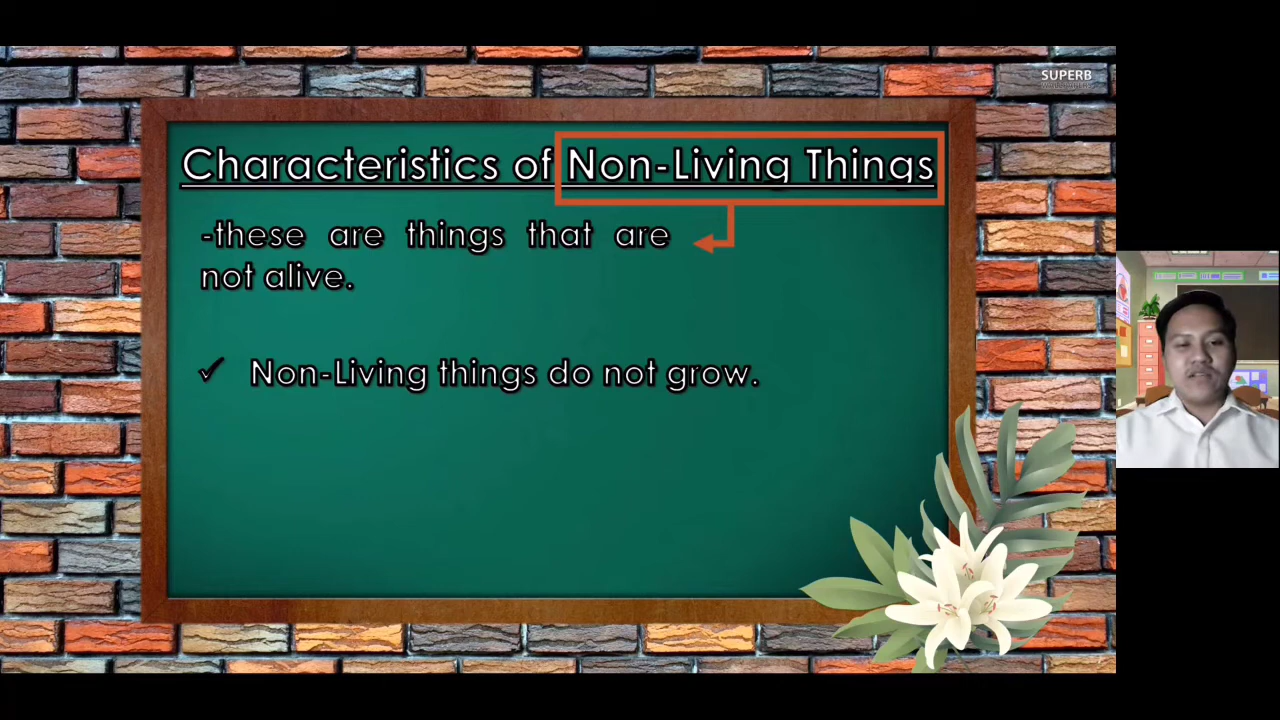 SUPERB
Characteristics of Non-Living Things
-these are things that are
not alive.
✓ Non-Living things do not grow.